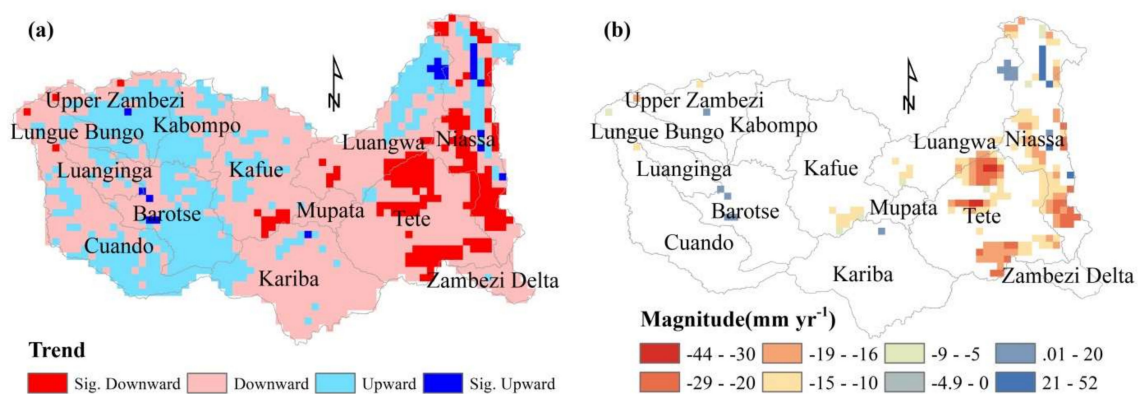 (a)
N
Upper Zambezi
Lungue Bungo
Kabompo
Luanginga
Barotse
Cuando
Kafue
Luangwa
Niassa
Mupata
Tete
Kariba
Zambezi Delta
Trend
Sig. Downward
Downward
Upward
Sig. Upward
(b)
N
Upper Zambezi
Lungue Bungo
Kabompo
Luanginga
Barotse
Cuando
Kafue
Luangwa
Niassa
Mupata
Tete
Kariba
Zambezi Delta
Magnitude(mm yr⁻¹)
-44 - -30
-19 - -16
-9 - -5
.01 - 20
-29 - -20
-15 - -10
-4.9 - 0
21 - 52